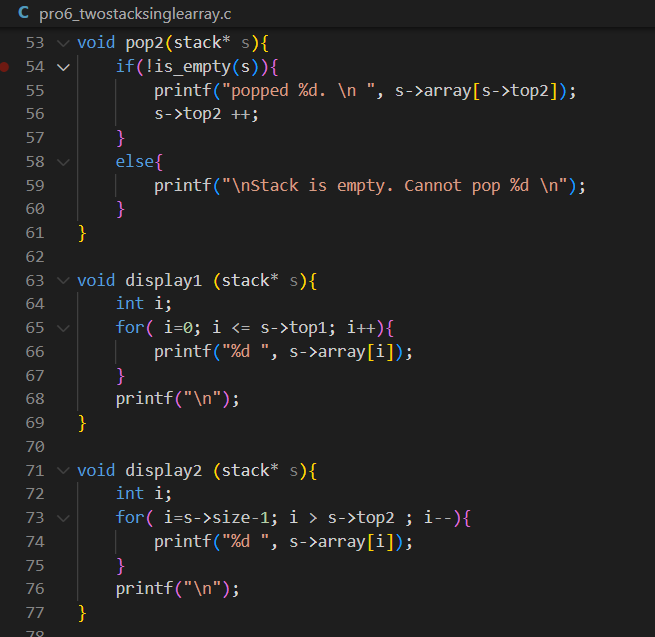 C pro6_twostacksinglearray.c
53 void pop2(stack* s){
54 if(!is_empty(s)){
55 printf("popped %d. \n ", s->array[s->top2]);
56 s->top2 ++;
57 }
58 else{
59 printf("\nStack is empty. Cannot pop %d \n");
60 }
61 }
62
63 void display1 (stack* s){
64 int i;
65 for( i=0; i <= s->top1; i++){
66 printf("%d ", s->array[i]);
67 }
68 printf("\n");
69 }
70
71 void display2 (stack* s){
72 int i;
73 for( i=s->size-1; i > s->top2 ; i--){
74 printf("%d ", s->array[i]);
75 }
76 printf("\n");
77 }
78